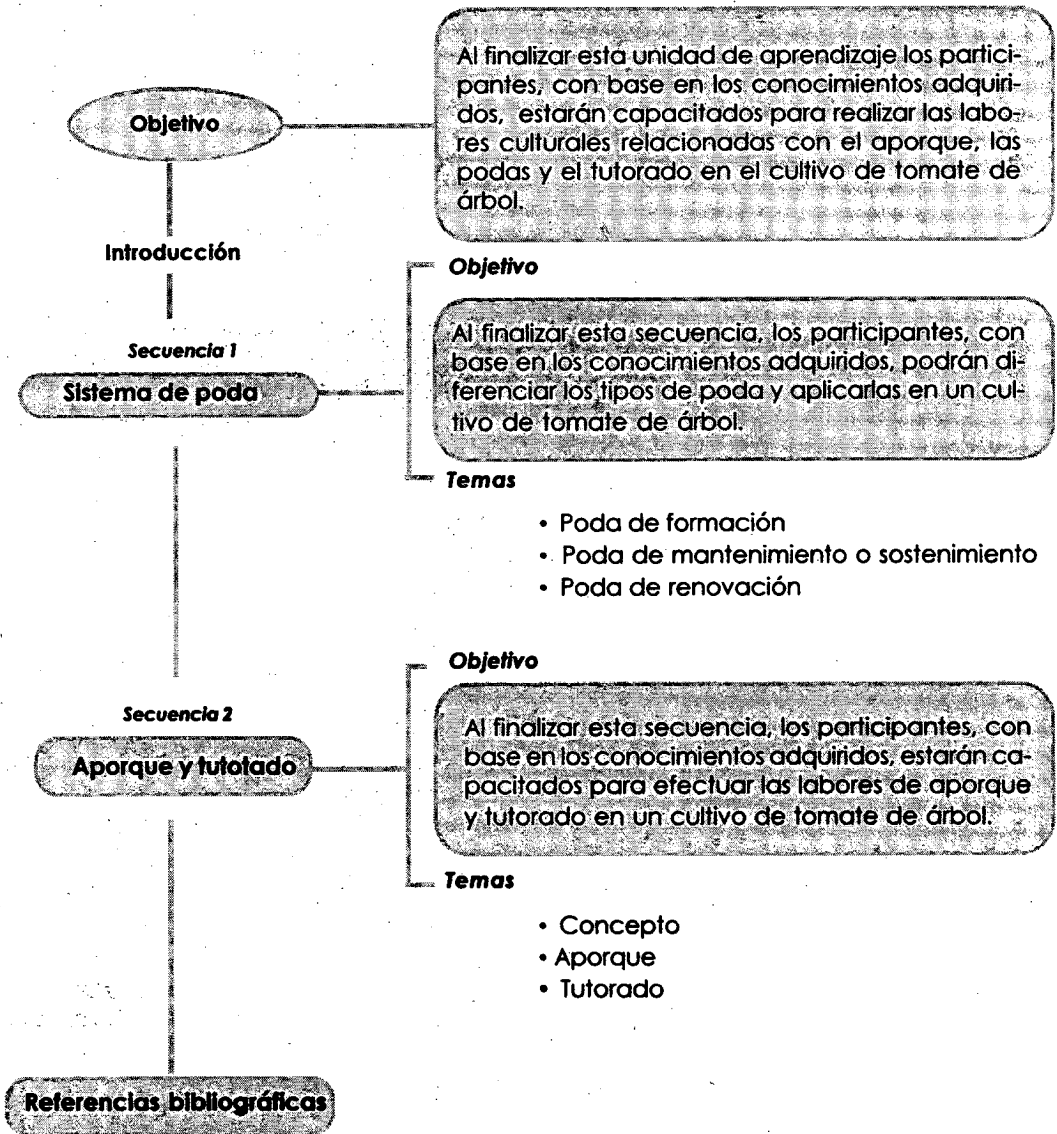 Objetivo
Al finalizar esta unidad de aprendizaje los partici-
pantes, con base en los conocimientos adquiri-
dos, estarán capacitados para realizar las labo-
res culturales relacionadas con el aporque, las
podas y el tutorado en el cultivo de tomate de
árbol.
Introducción
Secuencia 1
Sistema de poda
Objetivo
Al finalizar esta secuencia, los participantes, con
base en los conocimientos adquiridos, podrán di-
ferenciar los tipos de poda y aplicarlas en un cul-
tivo de tomate de árbol.
Temas
• Poda de formación
• Poda de mantenimiento o sostenimiento
• Poda de renovación
Secuencia 2
Aporque y tutotado
Objetivo
Al finalizar esta secuencia, los participantes, con
base en los conocimientos adquiridos, estarán ca-
pacitados para efectuar las labores de aporque
y tutorado en un cultivo de tomate de árbol.
Temas
• Concepto
• Aporque
• Tutorado
Referencias bibliográficas